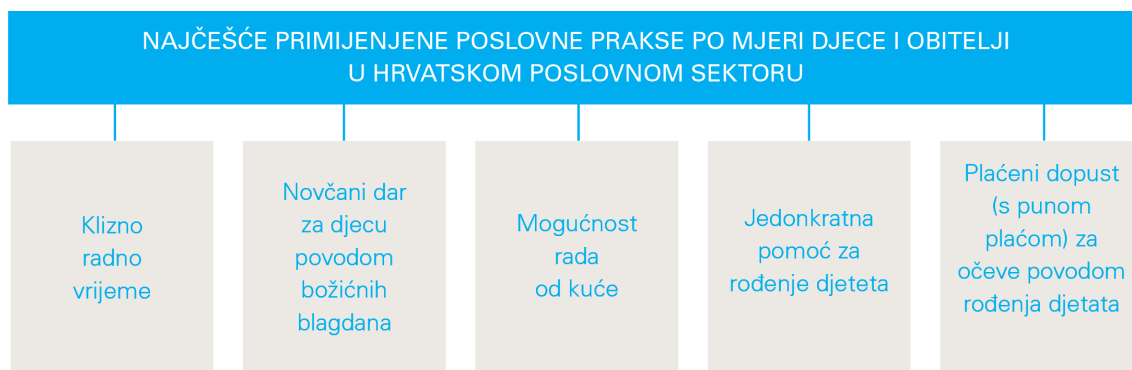 NAJČEŠĆE PRIMIJENJENE POSLOVNE PRAKSE PO MJERI DJECE I OBITELJI
U HRVATSKOM POSLOVNOM SEKTORU
Klizno
radno
vrijeme
Novčani dar
za djecu
povodom
božićnih
blagdana
Mogućnost
rada
od kuće
Jedonkratna
pomoć za
rođenje djeteta
Plaćeni dopust
(s punom
plaćom) za
očeve povodom
rođenja djetata